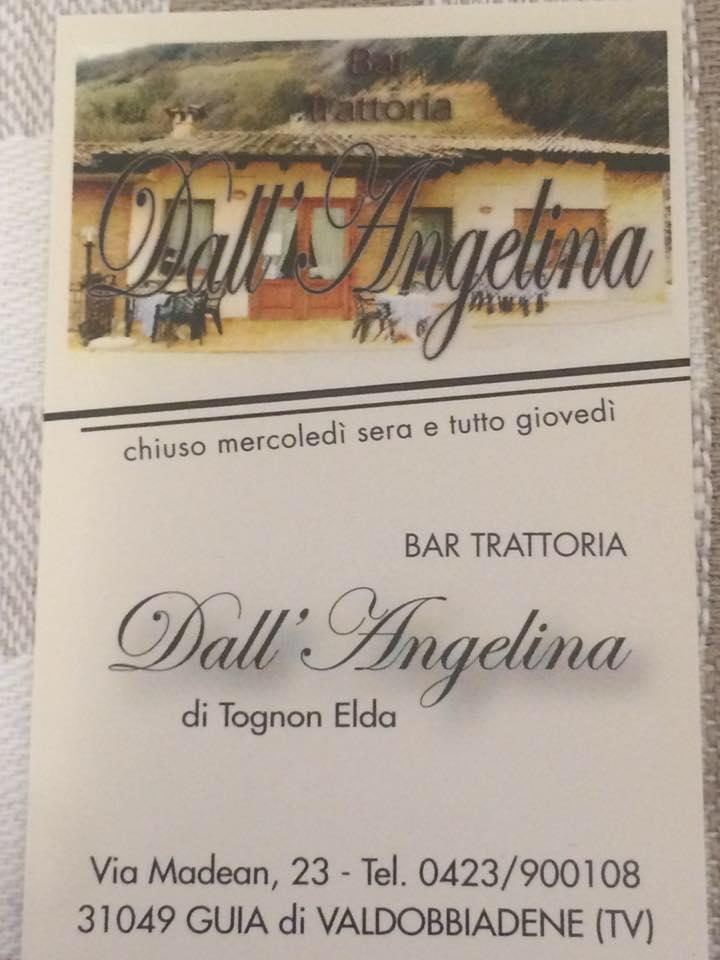 Bar
Trattoria
Dall'Angelina
chiuso mercoledì sera e tutto giovedì
BAR TRATTORIA
Dall'Angelina
di Tognon Elda
Via Madean, 23 - Tel. 0423/900108
31049 GUIA di VALDOBBIADENE (TV)